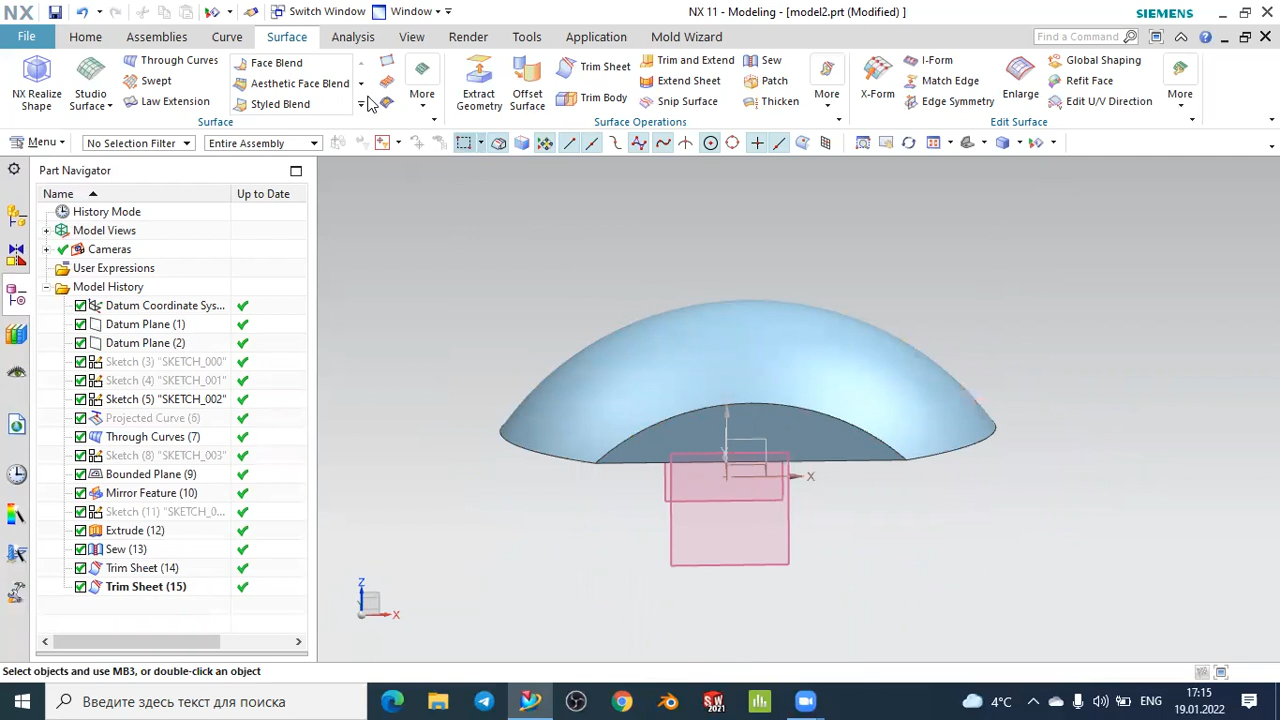 NX Switch Window Window NX 11 - Modeling - [model2.prt (Modified) ] SIEMENS
File Home Assemblies Curve Surface Analysis View Render Tools Application Mold Wizard Find a Command
NX Realize Shape
Studio Surface
Through Curves
Swept
Law Extension
Face Blend
Aesthetic Face Blend
Styled Blend
More
Surface
Extract Geometry
Offset Surface
Trim Sheet
Trim Body
Trim and Extend
Extend Sheet
Snip Surface
Sew
Patch
Thicken
More
Surface Operations
X-Form
I-Form
Match Edge
Edge Symmetry
Enlarge
Global Shaping
Refit Face
Edit U/V Direction
More
Edit Surface
Menu No Selection Filter Entire Assembly
Part Navigator
Name Up to Date
History Mode
Model Views
Cameras
User Expressions
Model History
Datum Coordinate Sys...
Datum Plane (1)
Datum Plane (2)
Sketch (3) "SKETCH_000"
Sketch (4) "SKETCH_001"
Sketch (5) "SKETCH_002"
Projected Curve (6)
Through Curves (7)
Sketch (8) "SKETCH_003"
Bounded Plane (9)
Mirror Feature (10)
Sketch (11) "SKETCH_0...
Extrude (12)
Sew (13)
Trim Sheet (14)
Trim Sheet (15)
X
Z
X
Select objects and use MB3, or double-click an object
Введите здесь текст для поиска
SW 2021
4°C
ENG
17:15
19.01.2022